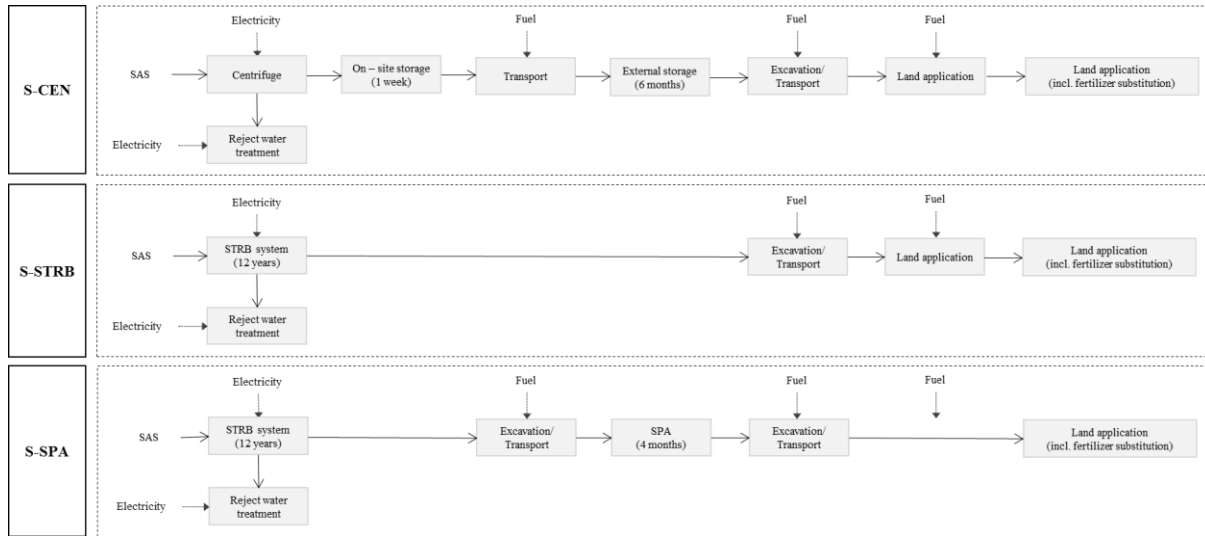 S-CEN
Electricity
Fuel
Fuel
Fuel
SAS
Centrifuge
On – site storage
(1 week)
Transport
External storage
(6 months)
Excavation/
Transport
Land application
Land application
(incl. fertilizer substitution)
Electricity
Reject water
treatment
S-STRB
Electricity
Fuel
Fuel
SAS
STRB system
(12 years)
Excavation/
Transport
Land application
Land application
(incl. fertilizer substitution)
Electricity
Reject water
treatment
S-SPA
Electricity
Fuel
Fuel
Fuel
SAS
STRB system
(12 years)
Excavation/
Transport
SPA
(4 months)
Excavation/
Transport
Land application
(incl. fertilizer substitution)
Electricity
Reject water
treatment